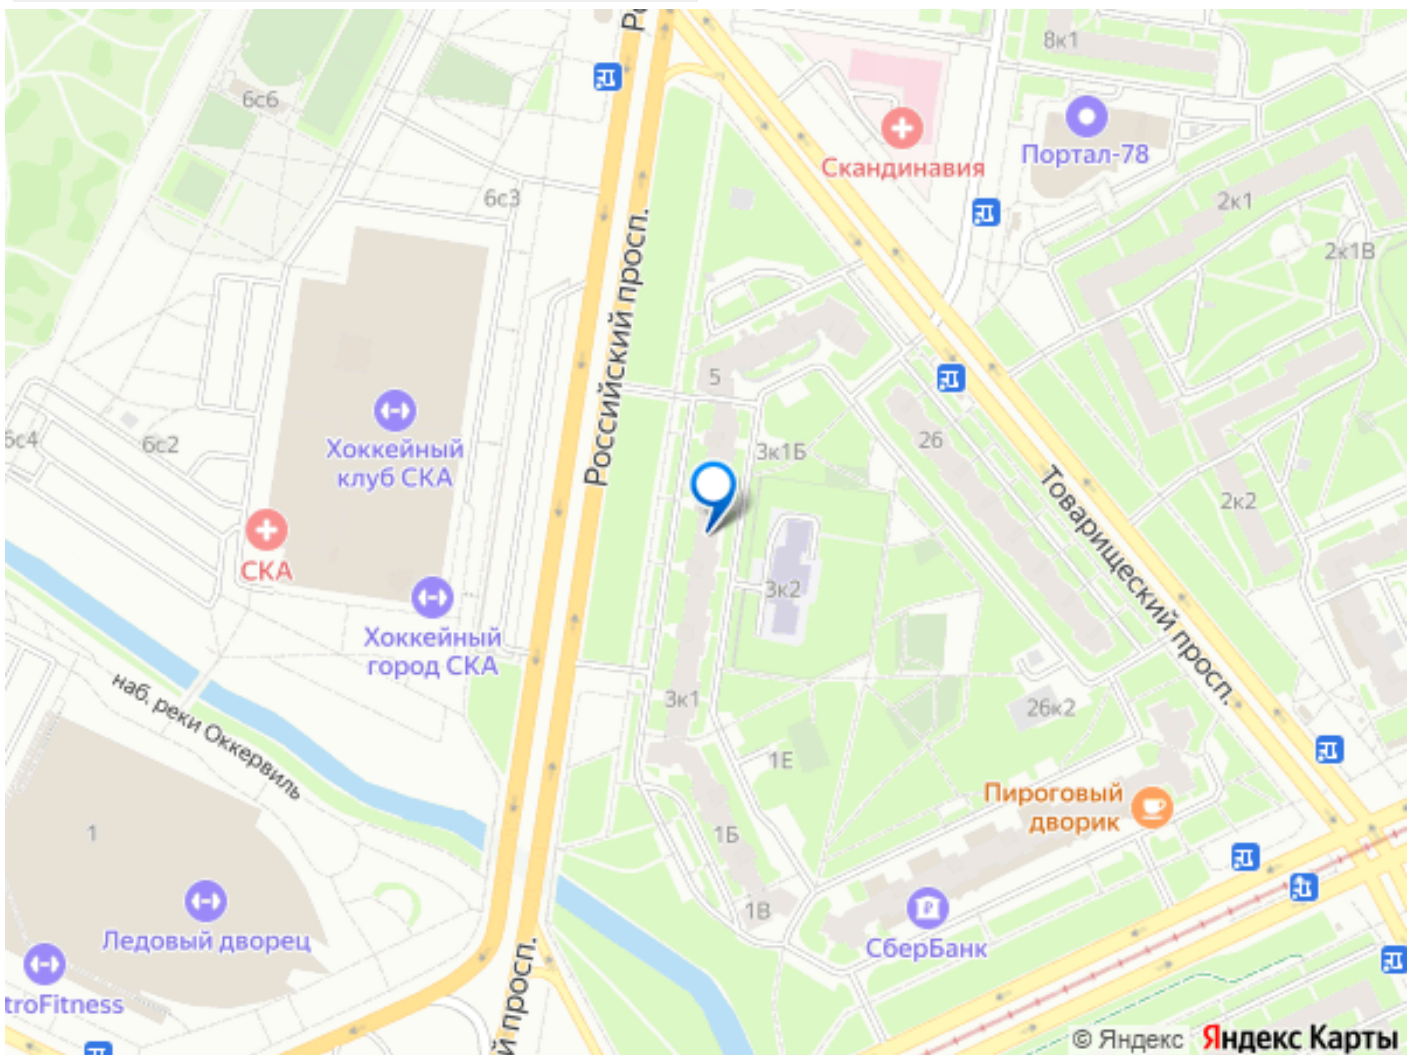 Ро
8к1
6с6
Скандинавия
Портал-78
6с3
2к1
2к1В
Российский просп.
5
6с4
6с2
Хоккейный
клуб СКА
3к1Б
26
Товарищеский просп.
2к2
СКА
3к2
Хоккейный
город СКА
наб. реки Оккервиль
3к1
26к2
1Е
Пироговый
дворик
1
1Б
1В
СберБанк
Ледовый дворец
troFitness
й просп.
© Яндекс Яндекс Карты